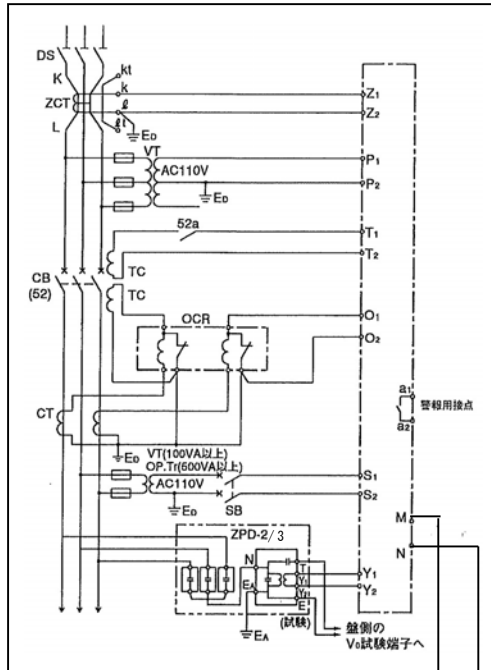 DS
K
kt
k
ZCT
ℓ
L
ℓt
ED
Z1
Z2
VT
AC110V
ED
P1
P2
52a
T1
T2
TC
CB
(52)
TC
OCR
O1
O2
CT
ED
a1
警報用接点
a2
VT(100VA以上)
OP.Tr(500VA以上)
AC110V
ED
SB
S1
S2
M
N
ZPD-2/3
N
T
Y1
EA
Y2
E
(試験)
EA
Y1
Y2
盤側の
V0試験端子へ